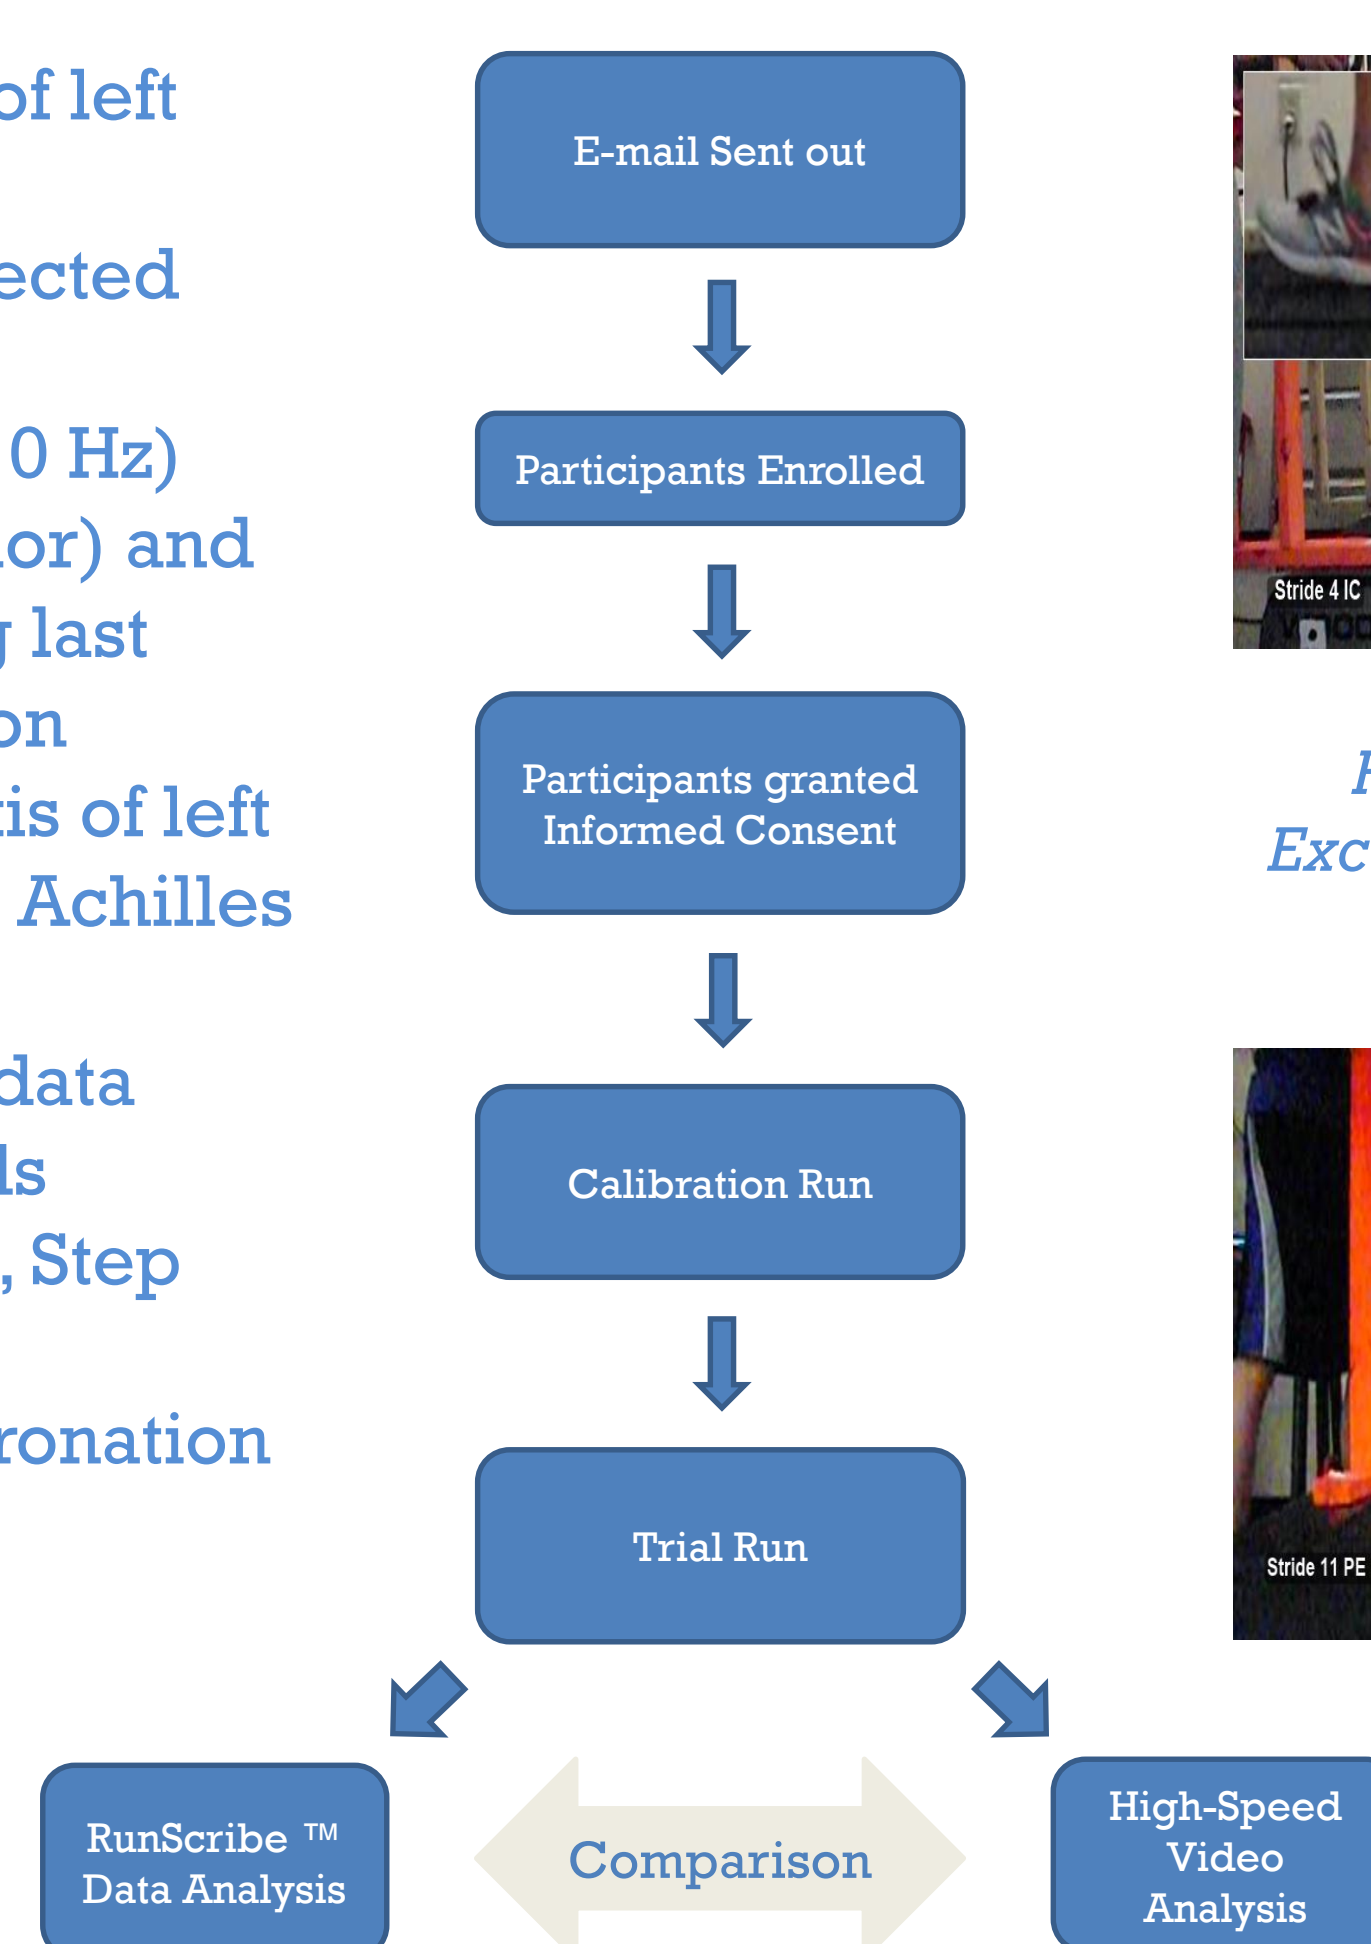 of left
ected
0 Hz)
ior) and
g last
on
is of left
Achilles
data
ls
, Step
ronation
E-mail Sent out
Participants Enrolled
Participants granted
Informed Consent
Calibration Run
Trial Run
RunScribe ™
Data Analysis
Comparison
High-Speed
Video
Analysis
Stride 4 IC
Exc
Stride 11 PE